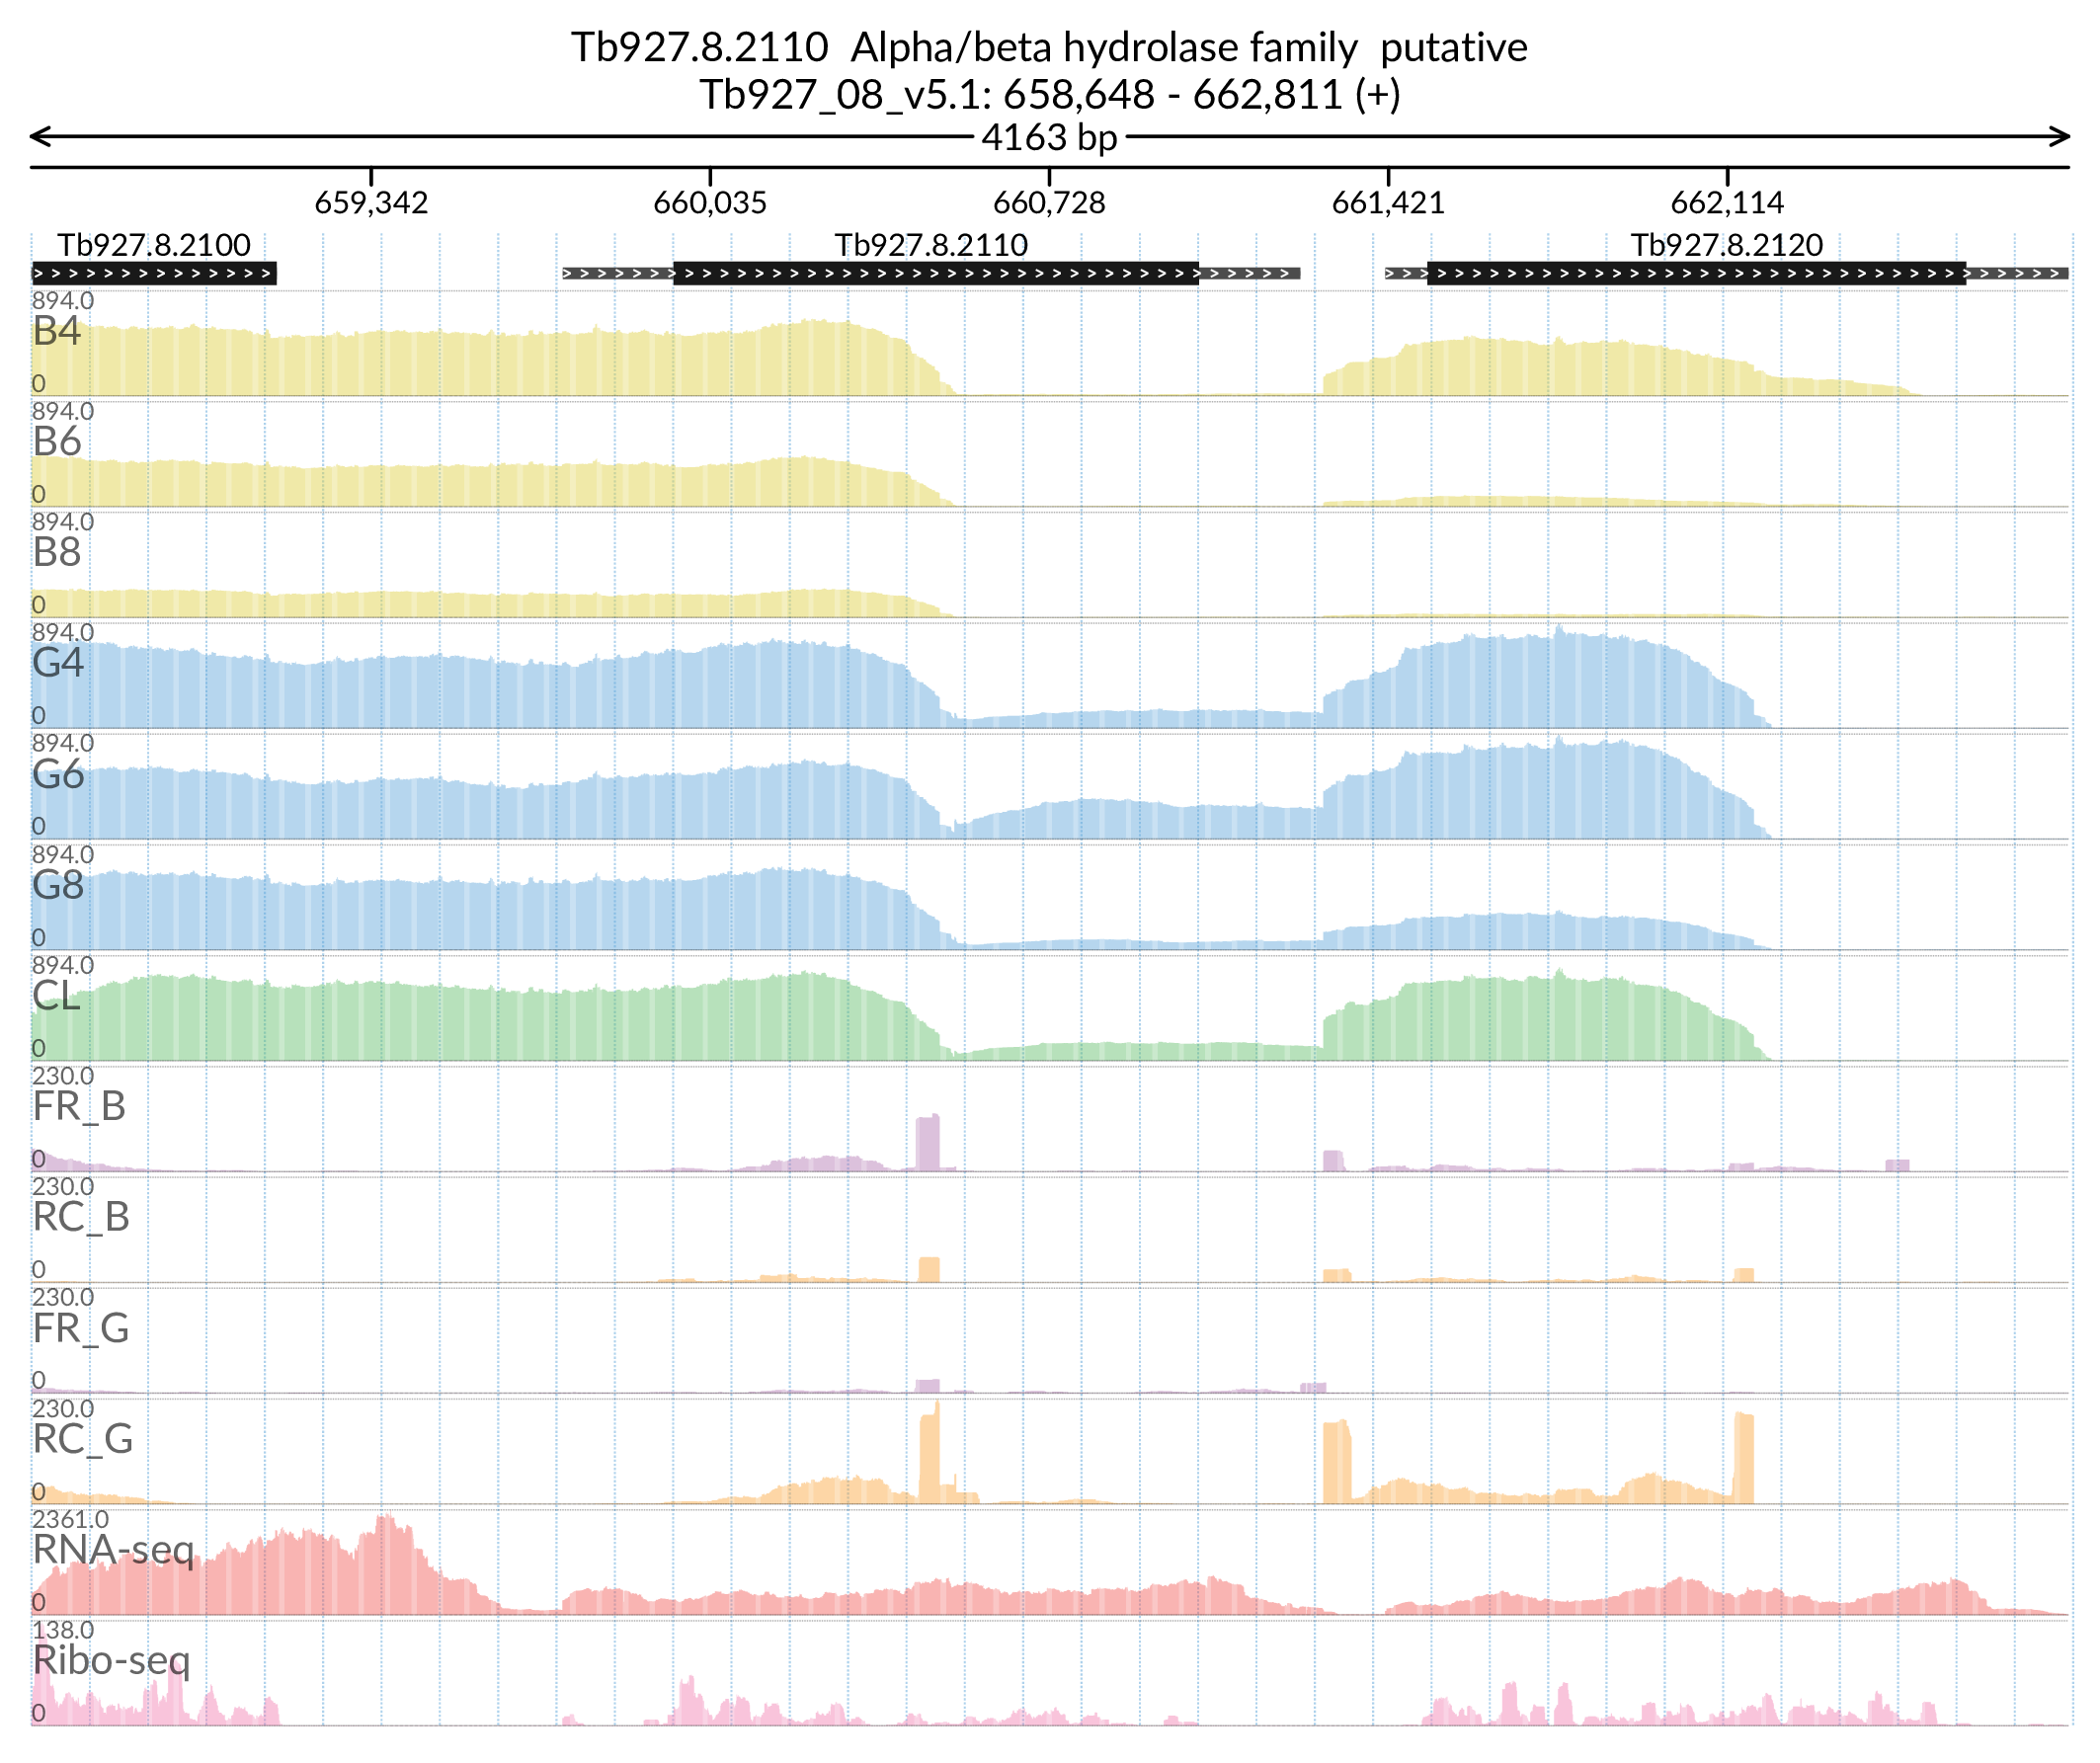 Tb927.8.2110  Alpha/beta hydrolase family  putative
Tb927_08_v5.1: 658,648 - 662,811 (+)
4163 bp
659,342 660,035 660,728 661,421 662,114
Tb927.8.2100 Tb927.8.2110 Tb927.8.2120
894.0
B4
0
894.0
B6
0
894.0
B8
0
894.0
G4
0
894.0
G6
0
894.0
G8
0
894.0
CL
0
230.0
FR_B
0
230.0
RC_B
0
230.0
FR_G
0
230.0
RC_G
0
2361.0
RNA-seq
0
138.0
Ribo-seq
0